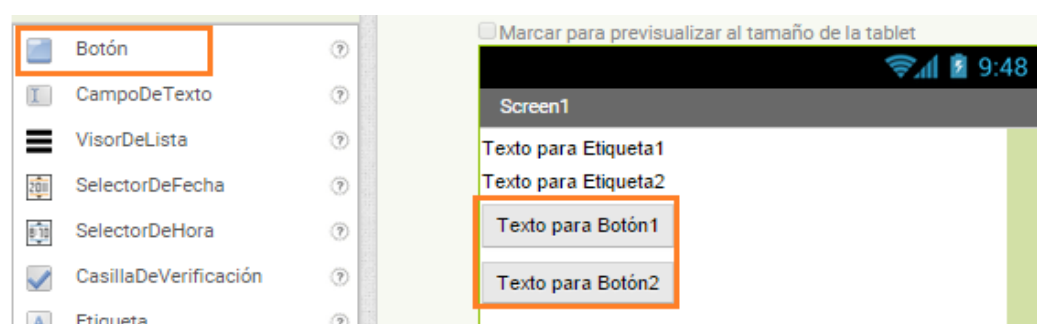 Botón
CampoDeTexto
VisorDeLista
SelectorDeFecha
SelectorDeHora
CasillaDeVerificación
Etiqueta
Marcar para previsualizar al tamaño de la tablet
9:48
Screen1
Texto para Etiqueta1
Texto para Etiqueta2
Texto para Botón1
Texto para Botón2